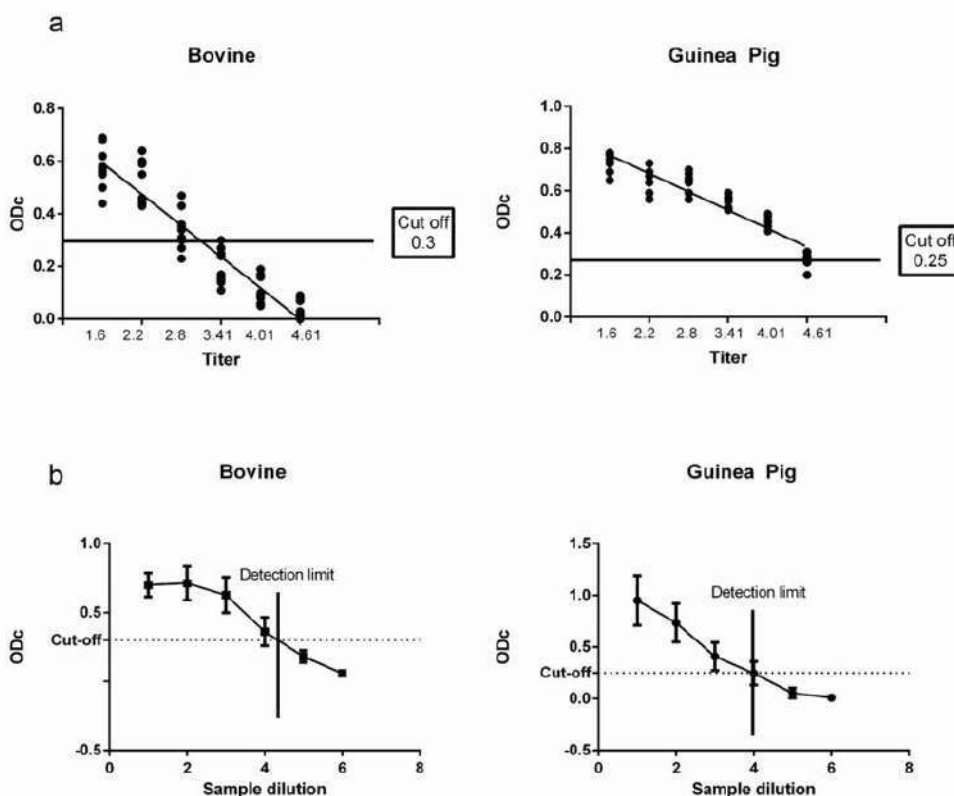 a
Bovine
Guinea Pig
0.8
0.6
0.4
0.2
0.0
ODc
1.6 2.2 2.8 3.41 4.01 4.61
Titer
Cut off
0.3
1.0
0.8
0.6
0.4
0.2
0.0
ODc
1.6 2.2 2.8 3.41 4.01 4.61
Titer
Cut off
0.25
b
Bovine
Guinea Pig
1.0
0.5
Cut-off
-0.5
ODc
Detection limit
0 2 4 6 8
Sample dilution
1.5
1.0
0.5
Cut-off
0.0
-0.5
ODc
Detection limit
0 2 4 6 8
Sample dilution